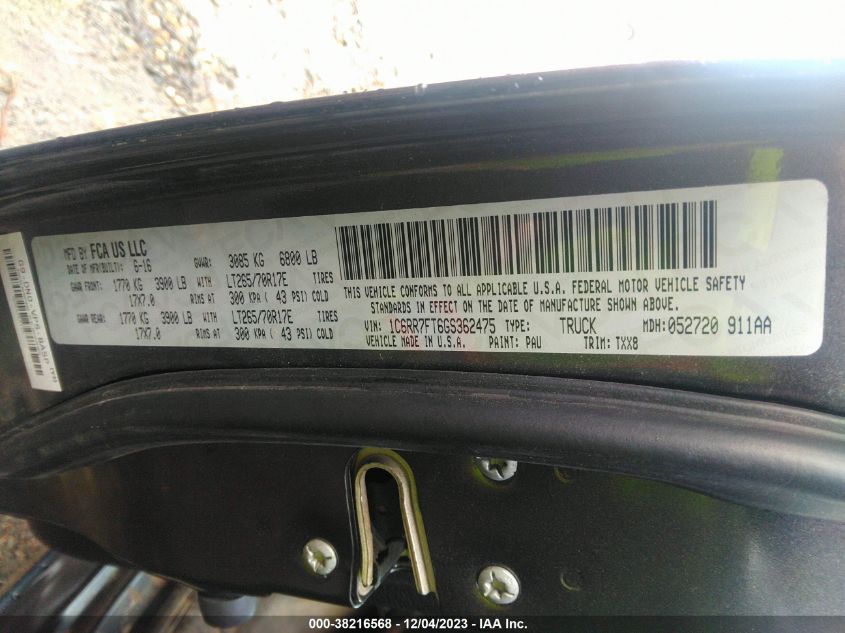 MFD BY FCA US LLC
DATE OF MFR(BUILT): 6-16 GVWR: 3085 KG 6800 LB
GAWR FRONT: 1770 KG 3900 LB WITH LT265/70R17E TIRES
17X7.0 RIMS AT 300 KPA ( 43 PSI) COLD
GAWR REAR: 1770 KG 3900 LB WITH LT265/70R17E TIRES
17X7.0 RIMS AT 300 KPA ( 43 PSI) COLD
THIS VEHICLE CONFORMS TO ALL APPLICABLE U.S.A. FEDERAL MOTOR VEHICLE SAFETY
STANDARDS IN EFFECT ON THE DATE OF MANUFACTURE SHOWN ABOVE.
VIN: 1C6RR7FT6GS362475 TYPE: TRUCK MDH: 052720 911AA
VEHICLE MADE IN U.S.A. PAINT: PAU TRIM: TXX8
000-38216568 - 12/04/2023 - IAA Inc.